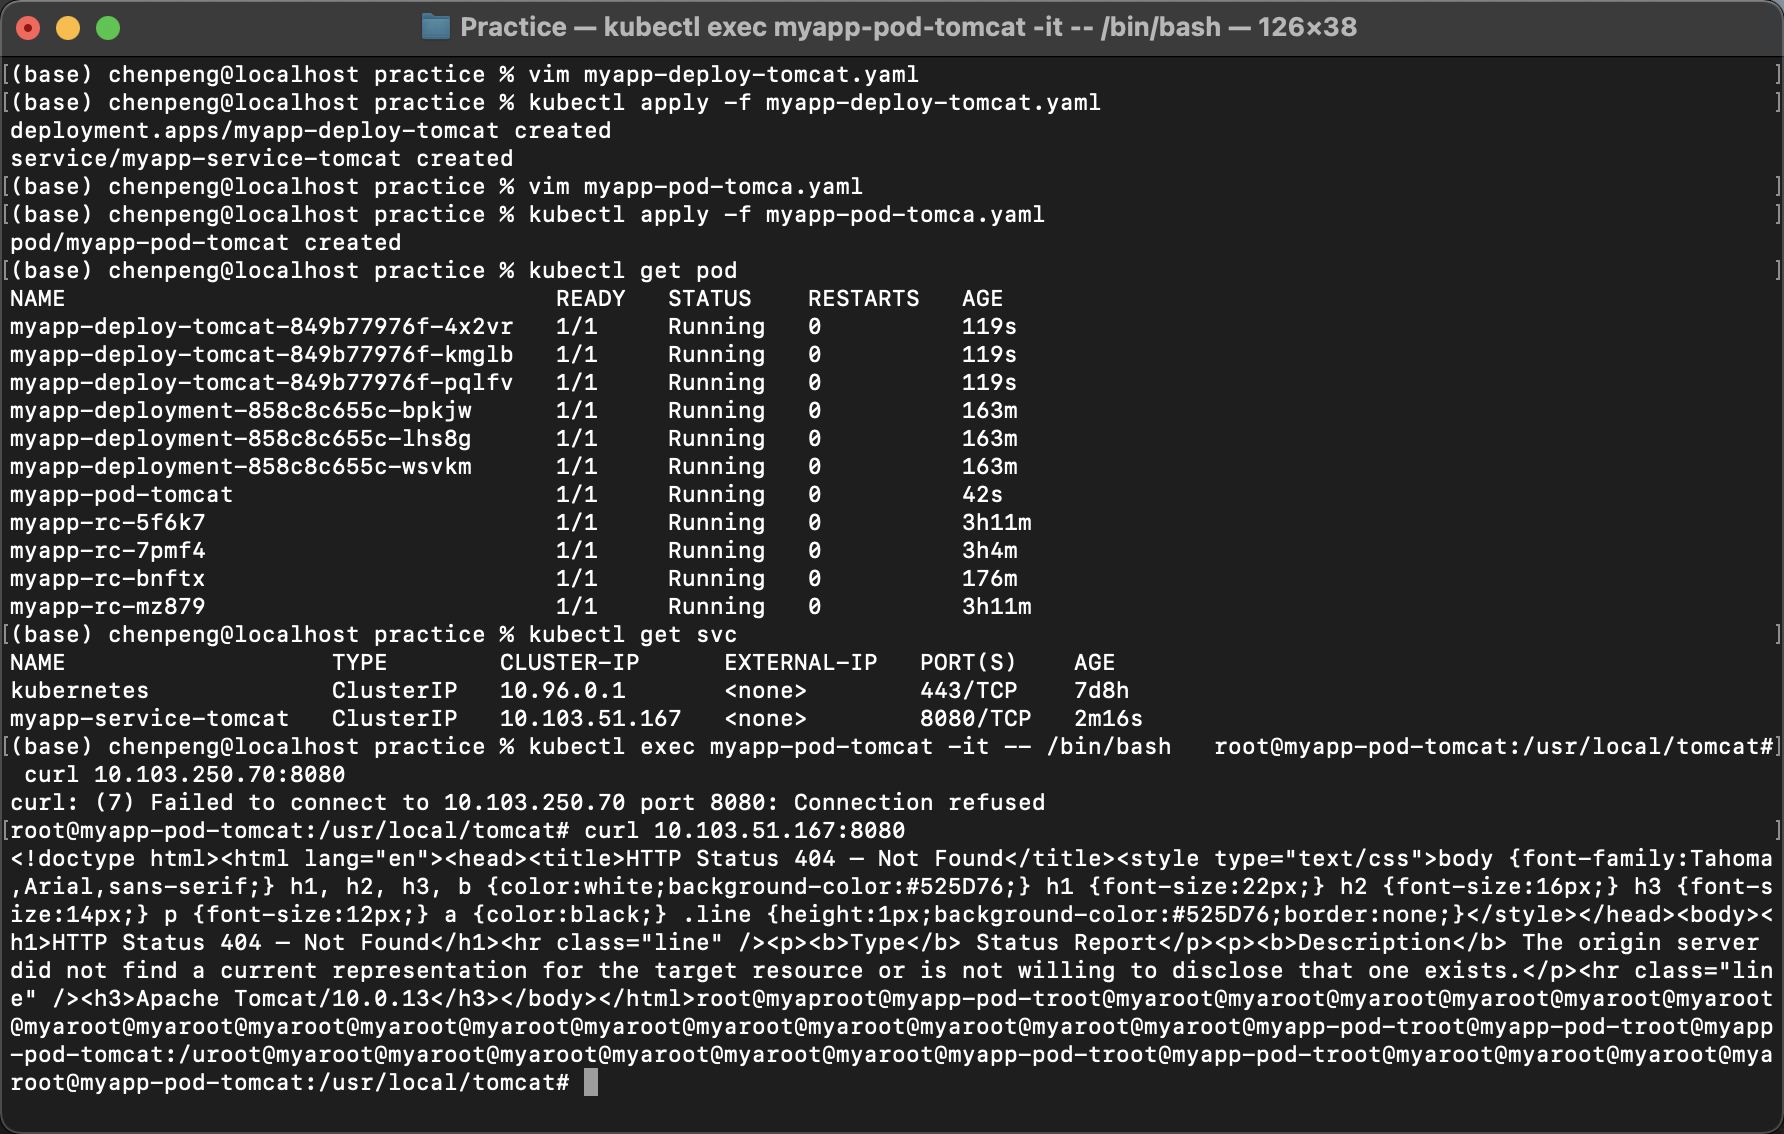 Practice — kubectl exec myapp-pod-tomcat -it -- /bin/bash — 126×38
[(base) chenpeng@localhost practice % vim myapp-deploy-tomcat.yaml ]
[(base) chenpeng@localhost practice % kubectl apply -f myapp-deploy-tomcat.yaml ]
deployment.apps/myapp-deploy-tomcat created
service/myapp-service-tomcat created
[(base) chenpeng@localhost practice % vim myapp-pod-tomca.yaml ]
[(base) chenpeng@localhost practice % kubectl apply -f myapp-pod-tomca.yaml ]
pod/myapp-pod-tomcat created
[(base) chenpeng@localhost practice % kubectl get pod ]
NAME READY STATUS RESTARTS AGE
myapp-deploy-tomcat-849b77976f-4x2vr 1/1 Running 0 119s
myapp-deploy-tomcat-849b77976f-kmglb 1/1 Running 0 119s
myapp-deploy-tomcat-849b77976f-pqlfv 1/1 Running 0 119s
myapp-deployment-858c8c655c-bpkjw 1/1 Running 0 163m
myapp-deployment-858c8c655c-lhs8g 1/1 Running 0 163m
myapp-deployment-858c8c655c-wsvkm 1/1 Running 0 163m
myapp-pod-tomcat 1/1 Running 0 42s
myapp-rc-5f6k7 1/1 Running 0 3h11m
myapp-rc-7pmf4 1/1 Running 0 3h4m
myapp-rc-bnftx 1/1 Running 0 176m
myapp-rc-mz879 1/1 Running 0 3h11m
[(base) chenpeng@localhost practice % kubectl get svc ]
NAME TYPE CLUSTER-IP EXTERNAL-IP PORT(S) AGE
kubernetes ClusterIP 10.96.0.1 <none> 443/TCP 7d8h
myapp-service-tomcat ClusterIP 10.103.51.167 <none> 8080/TCP 2m16s
[(base) chenpeng@localhost practice % kubectl exec myapp-pod-tomcat -it -- /bin/bash root@myapp-pod-tomcat:/usr/local/tomcat#]
curl 10.103.250.70:8080
curl: (7) Failed to connect to 10.103.250.70 port 8080: Connection refused
[root@myapp-pod-tomcat:/usr/local/tomcat# curl 10.103.51.167:8080 ]
<!doctype html><html lang="en"><head><title>HTTP Status 404 – Not Found</title><style type="text/css">body {font-family:Tahoma
,Arial,sans-serif;} h1, h2, h3, b {color:white;background-color:#525D76;} h1 {font-size:22px;} h2 {font-size:16px;} h3 {font-s
ize:14px;} p {font-size:12px;} a {color:black;} .line {height:1px;background-color:#525D76;border:none;}</style></head><body><
h1>HTTP Status 404 – Not Found</h1><hr class="line" /><p><b>Type</b> Status Report</p><p><b>Description</b> The origin server
did not find a current representation for the target resource or is not willing to disclose that one exists.</p><hr class="lin
e" /><h3>Apache Tomcat/10.0.13</h3></body></html>root@myaproot@myapp-pod-troot@myaroot@myaroot@myaroot@myaroot@myaroot@myaroot
@myaroot@myaroot@myaroot@myaroot@myaroot@myaroot@myaroot@myaroot@myaroot@myaroot@myaroot@myapp-pod-troot@myapp-pod-troot@myapp
-pod-tomcat:/uroot@myaroot@myaroot@myaroot@myaroot@myaroot@myaroot@myapp-pod-troot@myapp-pod-troot@myaroot@myaroot@myaroot@mya
root@myapp-pod-tomcat:/usr/local/tomcat#